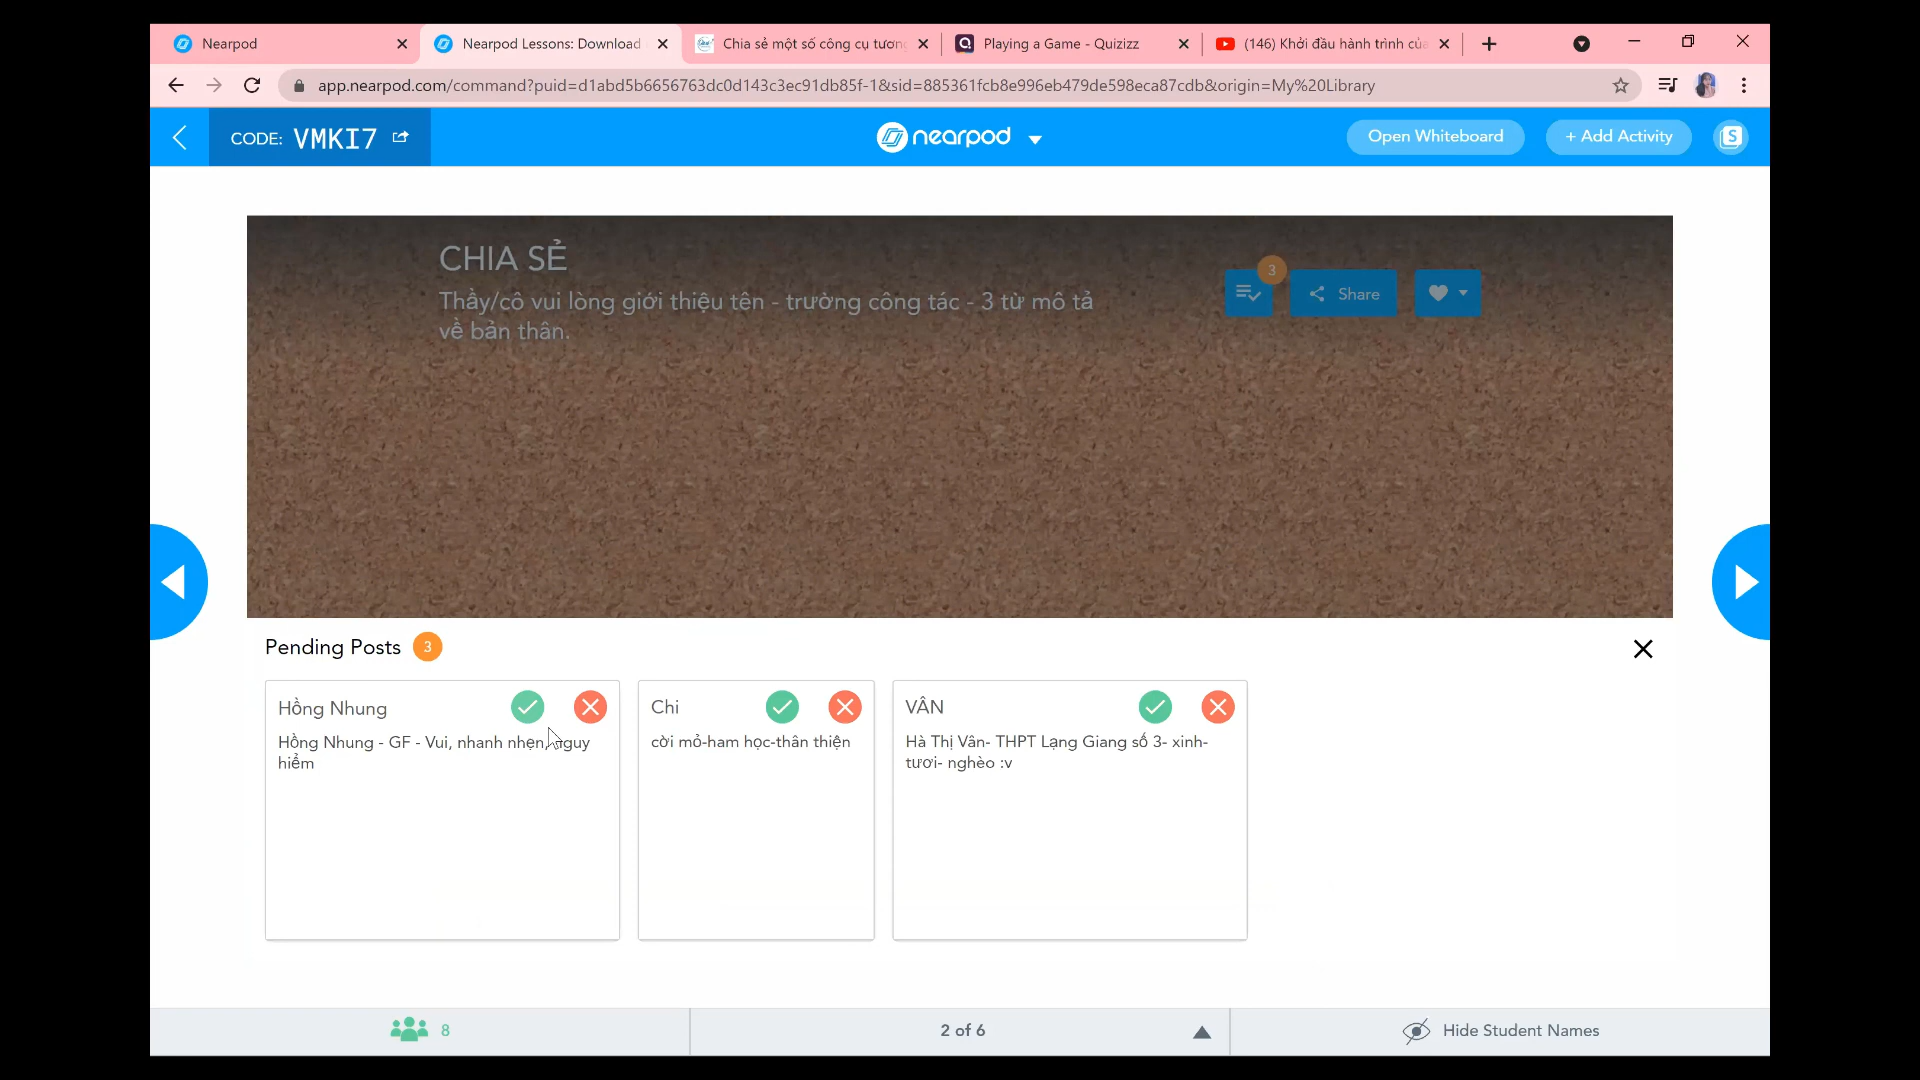 Nearpod
Nearpod Lessons: Download
Chia sẻ một số công cụ tương
Playing a Game - Quizizz
(146) Khởi đầu hành trình của
app.nearpod.com/command?puid=d1abd5b6656763dc0d143c3ec91db85f-1&sid=885361fcb8e996eb479de598eca87cdb&origin=My%20Library
CODE: VMKI7
nearpod
Open Whiteboard
+ Add Activity
S
CHIA SẺ
Thầy/cô vui lòng giới thiệu tên - trường công tác - 3 từ mô tả
về bản thân.
3
Share
Pending Posts 3
Hồng Nhung
Hồng Nhung - GF - Vui, nhanh nhẹn, nguy
hiểm
Chi
cời mỏ-ham học-thân thiện
VÂN
Hà Thị Vân- THPT Lạng Giang số 3- xinh-
tươi- nghèo :v
8
2 of 6
Hide Student Names